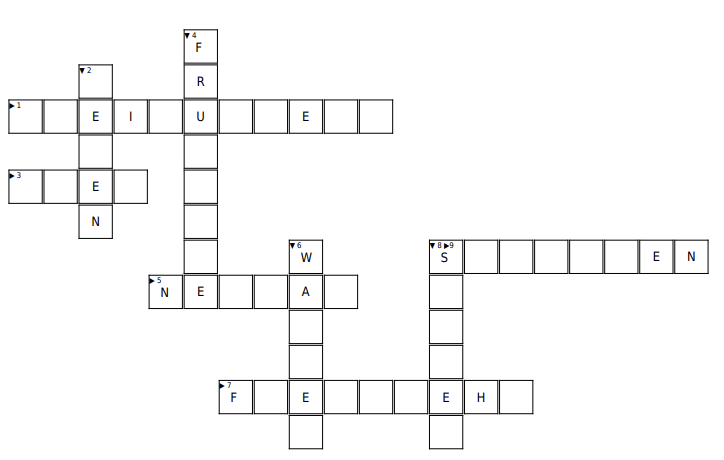 ▼4
F
▼2
R
▶1 E I U E
▶3 E
N
▼6 ▼8 ▶9
W S E N
▶5
N E A
▶7
F E E H